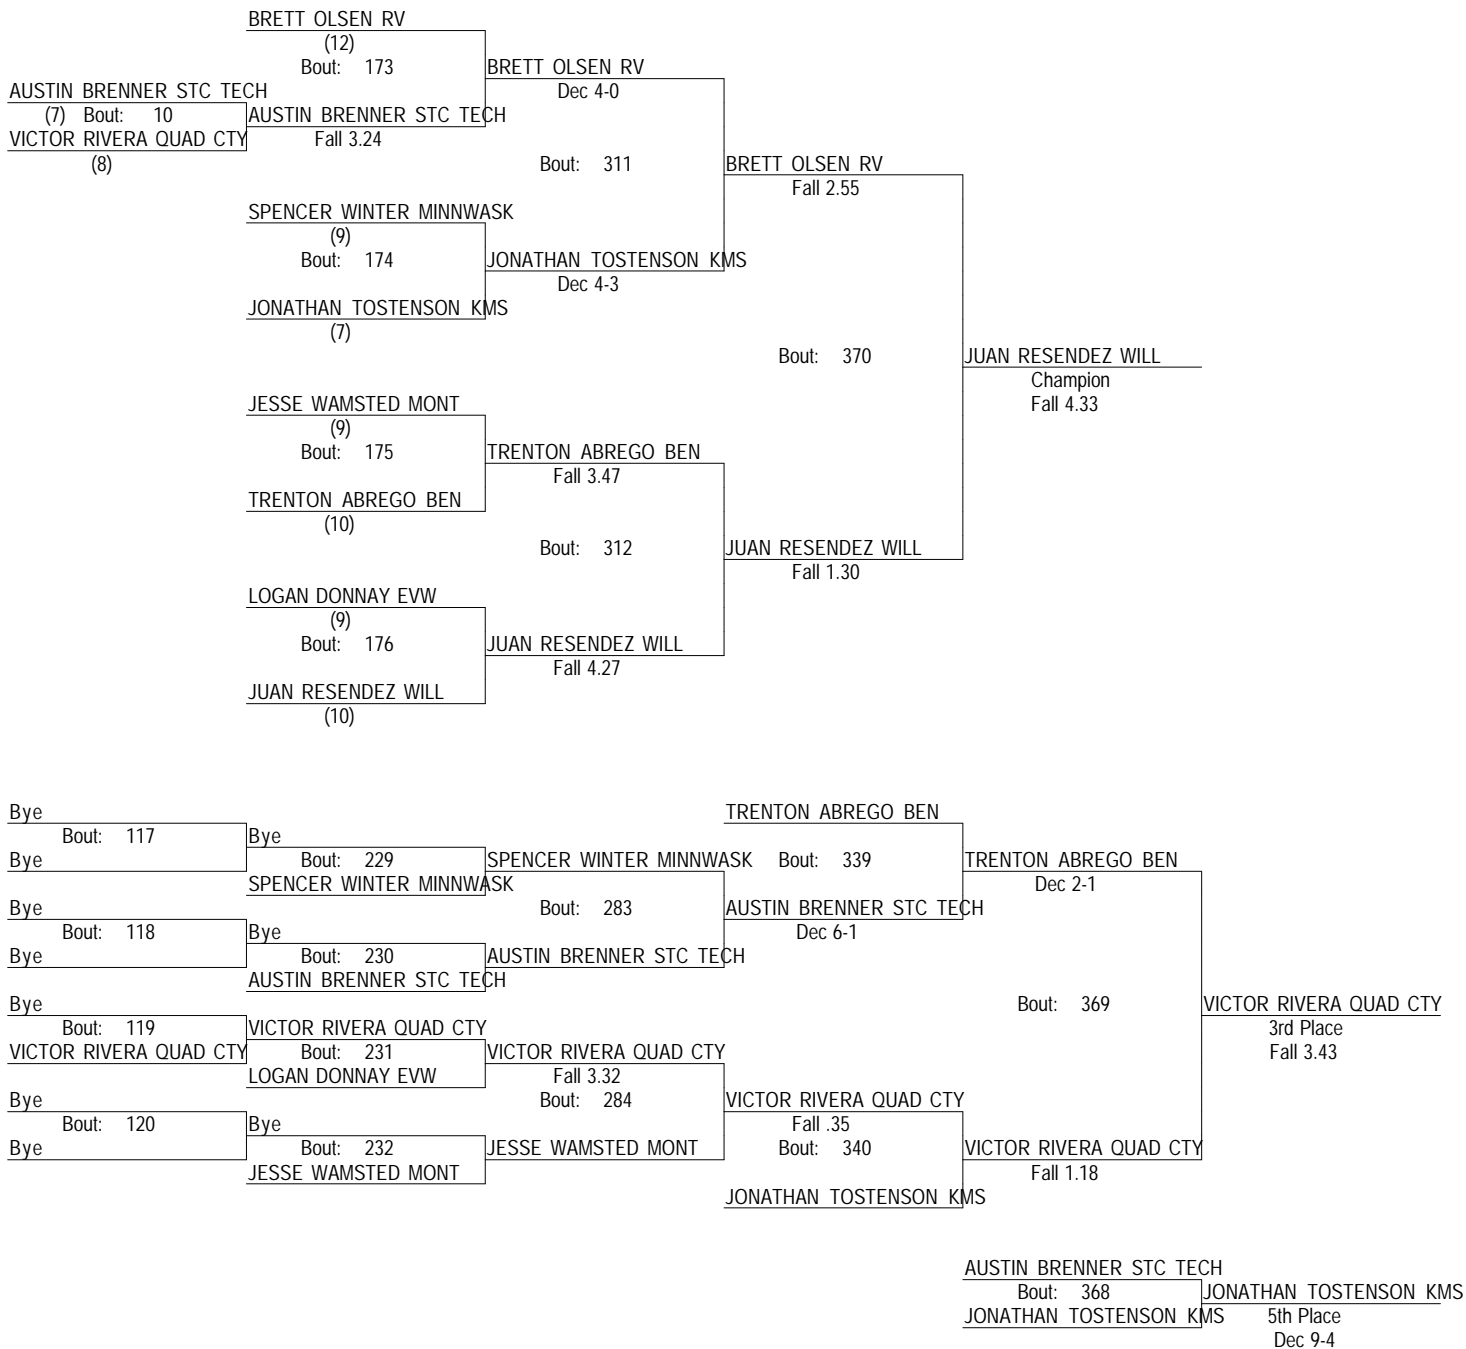 BRETT OLSEN RV
(12)
Bout: 173
BRETT OLSEN RV
Dec 4-0
AUSTIN BRENNER STC TECH
(7) Bout: 10
AUSTIN BRENNER STC TECH
VICTOR RIVERA QUAD CTY
Fall 3.24
(8)
Bout: 311
BRETT OLSEN RV
Fall 2.55
SPENCER WINTER MINNWASK
(9)
Bout: 174
JONATHAN TOSTENSON KMS
Dec 4-3
JONATHAN TOSTENSON KMS
(7)
Bout: 370
JUAN RESENDEZ WILL
Champion
Fall 4.33
JESSE WAMSTED MONT
(9)
Bout: 175
TRENTON ABREGO BEN
Fall 3.47
TRENTON ABREGO BEN
(10)
Bout: 312
JUAN RESENDEZ WILL
Fall 1.30
LOGAN DONNAY EVW
(9)
Bout: 176
JUAN RESENDEZ WILL
Fall 4.27
JUAN RESENDEZ WILL
(10)
Bye
TRENTON ABREGO BEN
Bout: 117
Bye
Bye
Bout: 229
SPENCER WINTER MINNWASK
Bout: 339
TRENTON ABREGO BEN
SPENCER WINTER MINNWASK
Dec 2-1
Bye
Bout: 283
AUSTIN BRENNER STC TECH
Bout: 118
Bye
Dec 6-1
Bye
Bout: 230
AUSTIN BRENNER STC TECH
AUSTIN BRENNER STC TECH
Bye
Bout: 369
VICTOR RIVERA QUAD CTY
Bout: 119
VICTOR RIVERA QUAD CTY
3rd Place
VICTOR RIVERA QUAD CTY
Bout: 231
VICTOR RIVERA QUAD CTY
Fall 3.43
LOGAN DONNAY EVW
Fall 3.32
Bye
Bout: 284
VICTOR RIVERA QUAD CTY
Bout: 120
Bye
Fall .35
Bye
Bout: 232
JESSE WAMSTED MONT
Bout: 340
VICTOR RIVERA QUAD CTY
JESSE WAMSTED MONT
Fall 1.18
JONATHAN TOSTENSON KMS
AUSTIN BRENNER STC TECH
Bout: 368
JONATHAN TOSTENSON KMS
JONATHAN TOSTENSON KMS
5th Place
Dec 9-4